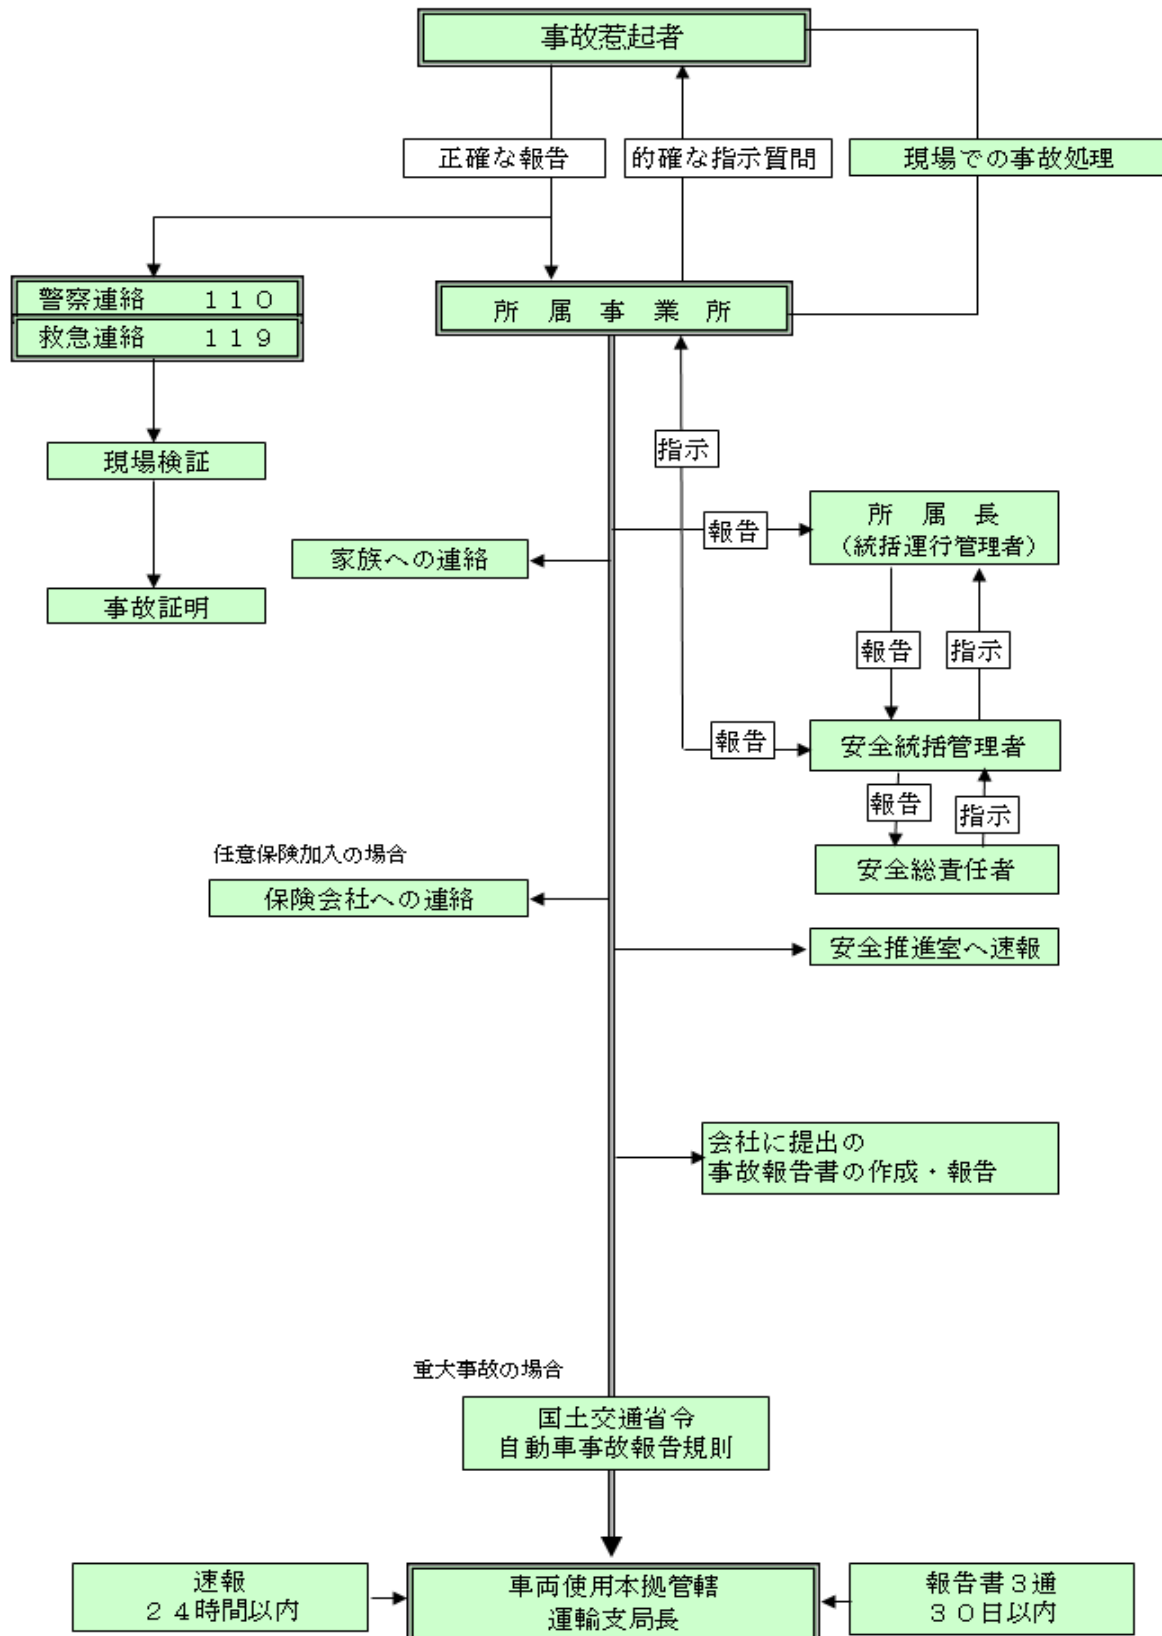 事故惹起者
正確な報告
的確な指示質問
現場での事故処理
警察連絡　　１１０
救急連絡　　１１９
所　属　事　業　所
現場検証
事故証明
指示
報告
所　属　長
（統括運行管理者）
家族への連絡
報告
指示
報告
安全統括管理者
報告
指示
安全総責任者
任意保険加入の場合
保険会社への連絡
安全推進室へ速報
会社に提出の
事故報告書の作成・報告
重大事故の場合
国土交通省令
自動車事故報告規則
速報
２４時間以内
車両使用本拠管轄
運輸支局長
報告書３通
３０日以内